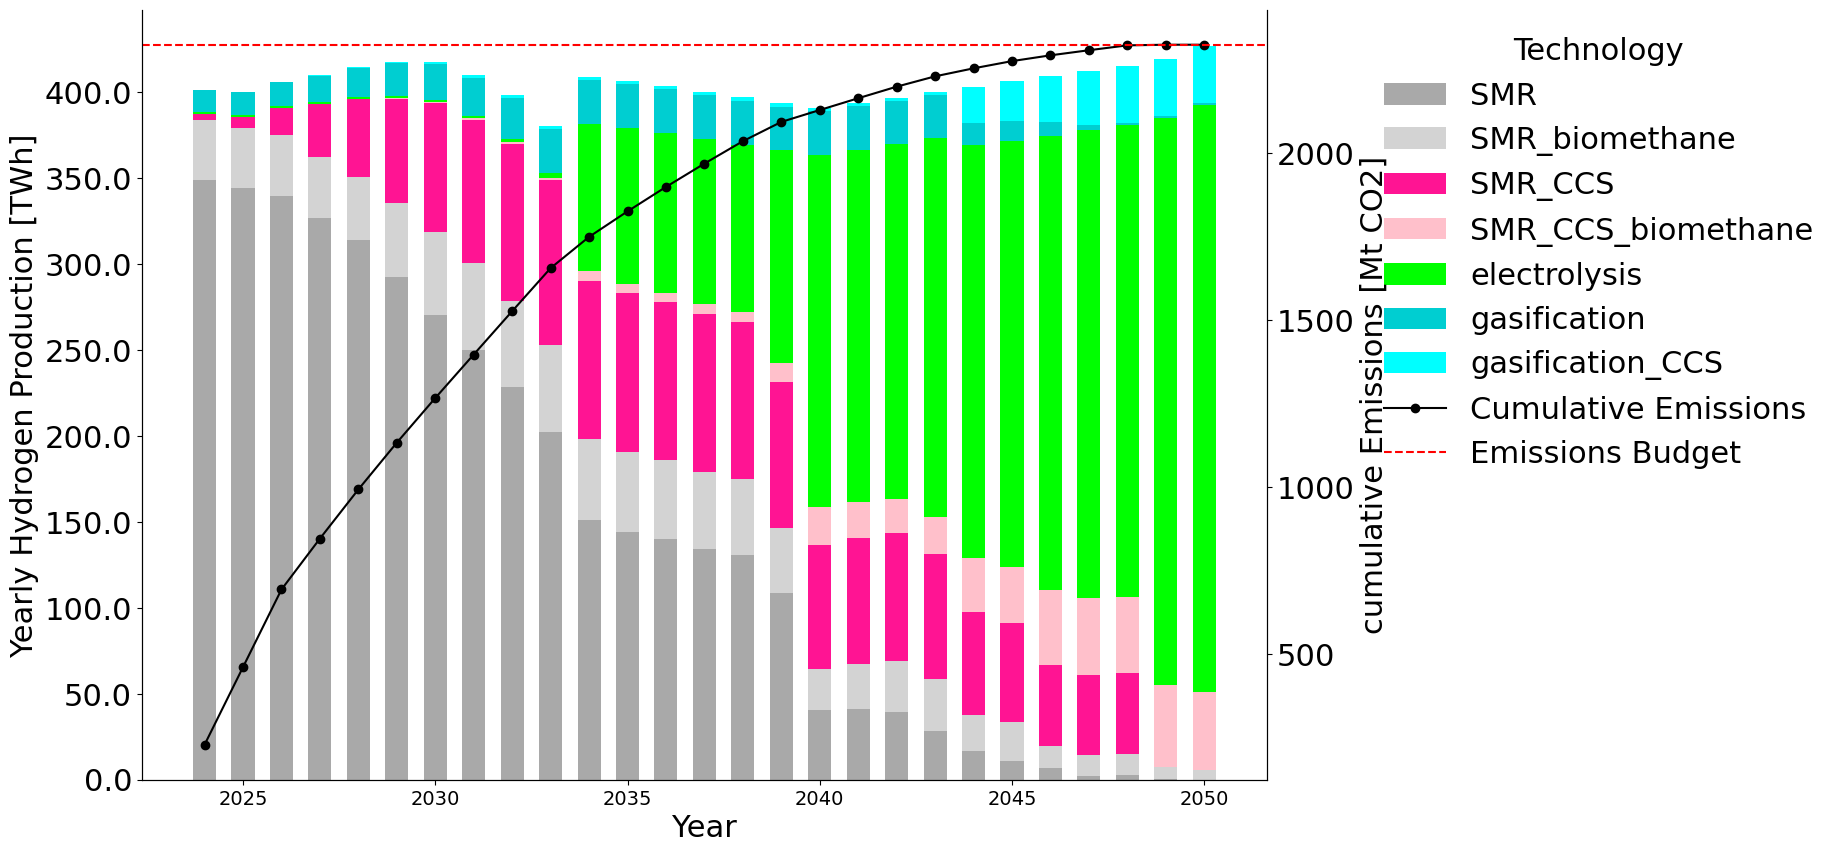 Yearly Hydrogen Production [TWh]
400.0
350.0
300.0
250.0
200.0
150.0
100.0
50.0
0.0
2025
2030
2035
2040
2045
2050
Year
2000
1500
1000
500
cumulative Emissions [Mt CO2]
Technology
SMR
SMR_biomethane
SMR_CCS
SMR_CCS_biomethane
electrolysis
gasification
gasification_CCS
Cumulative Emissions
Emissions Budget